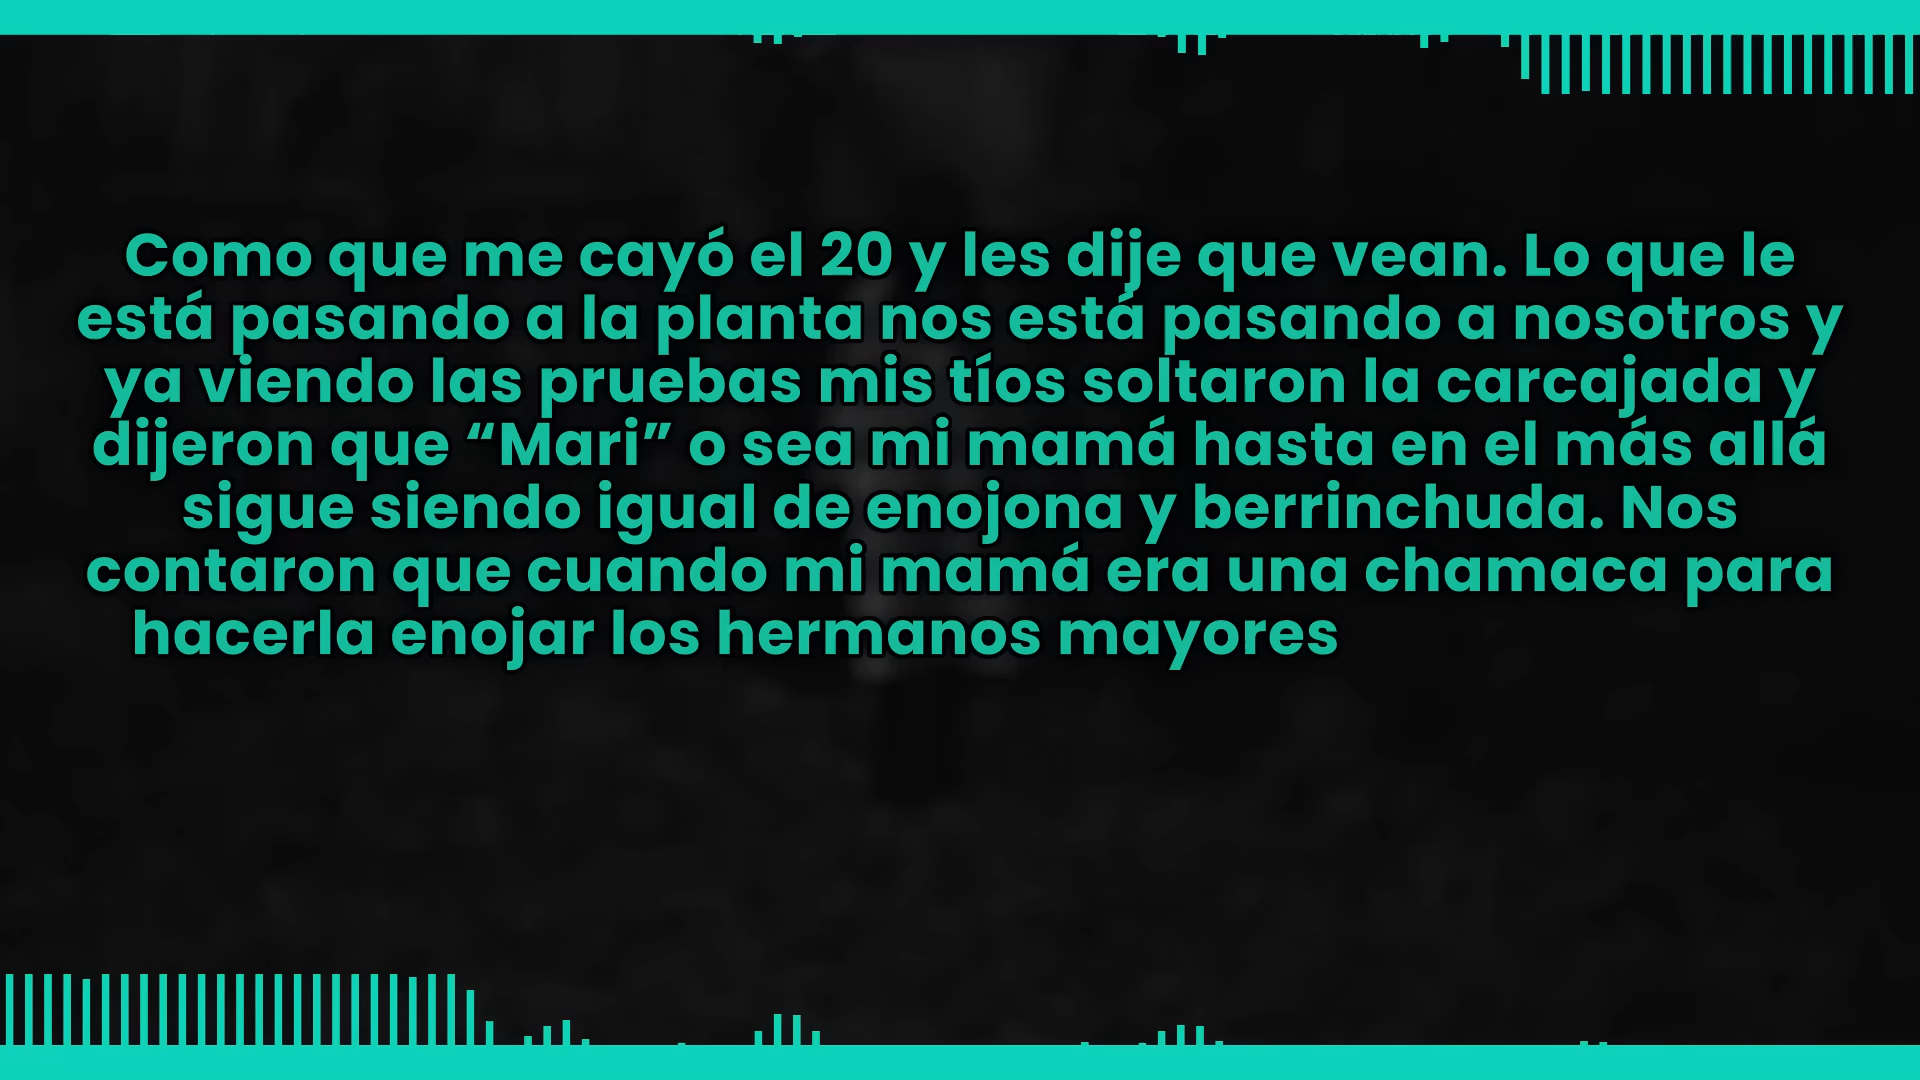 Como que me cayó el 20 y les dije que vean. Lo que le
está pasando a la planta nos está pasando a nosotros y
ya viendo las pruebas mis tíos soltaron la carcajada y
dijeron que “Mari” o sea mi mamá hasta en el más allá
sigue siendo igual de enojona y berrinchuda. Nos
contaron que cuando mi mamá era una chamaca para
hacerla enojar los hermanos mayores